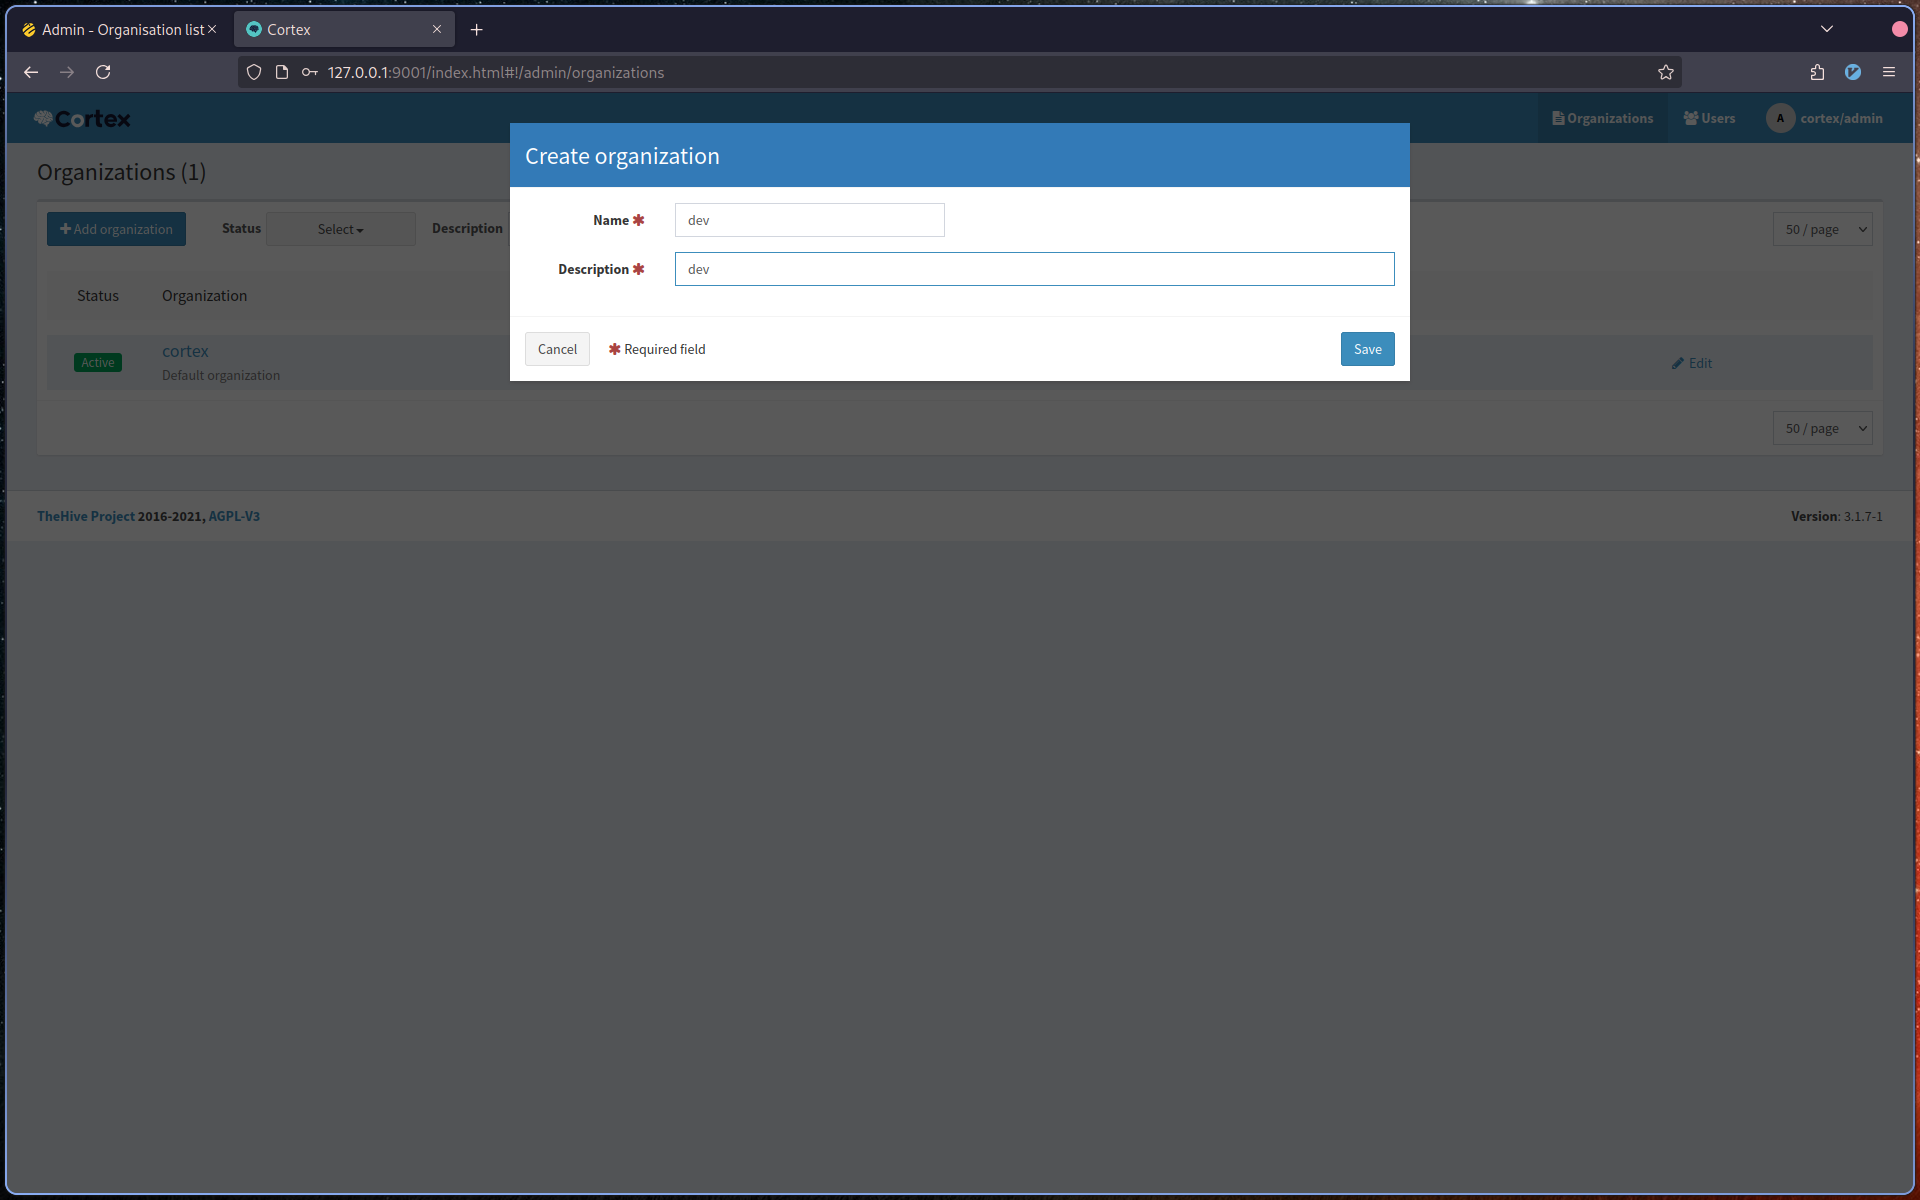 Admin - Organisation list
Cortex
127.0.0.1:9001/index.html#!/admin/organizations
Cortex
Organizations
Users
A
cortex/admin
Create organization
Organizations (1)
Name
dev
Add organization
Status
Select
Description
50 / page
Description
dev
Status
Organization
Cancel
Required field
Save
Active
cortex
Default organization
Edit
50 / page
TheHive Project 2016-2021, AGPL-V3
Version: 3.1.7-1